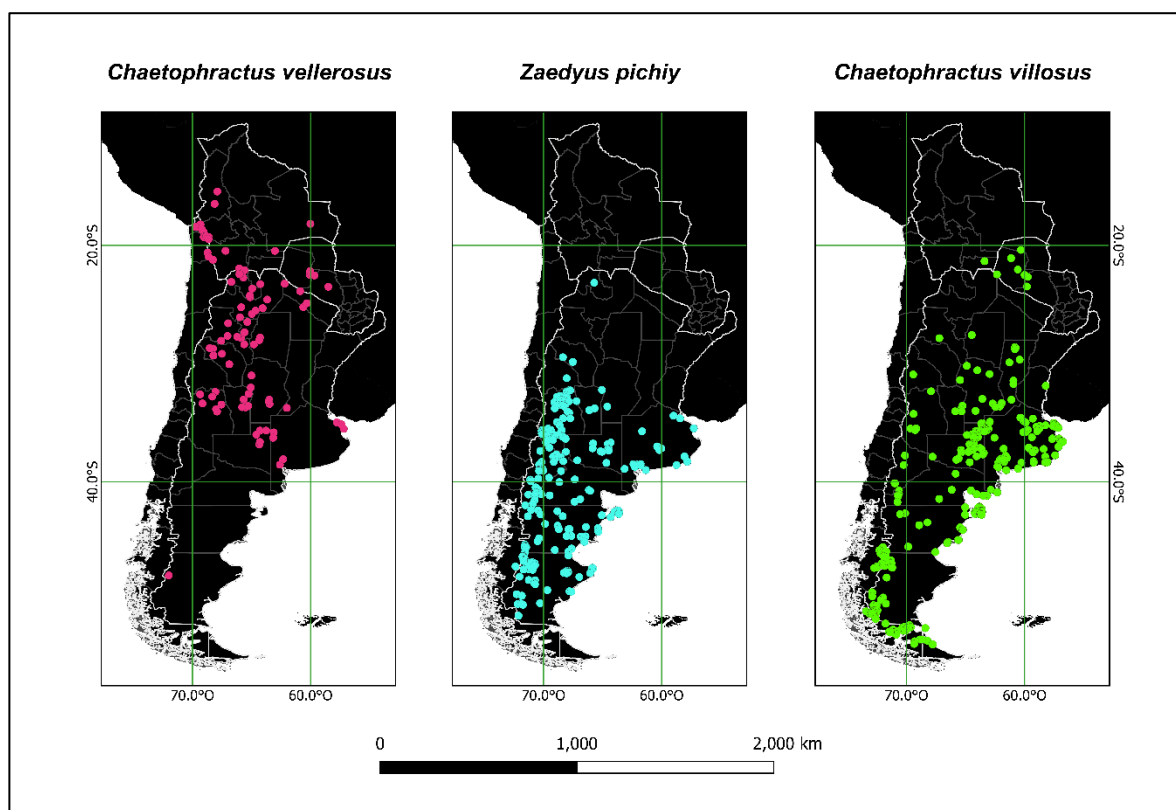 Chaetophractus vellerosus
Zaedyus pichiy
Chaetophractus villosus
20.0°S
20.0°S
40.0°S
40.0°S
70.0°O 60.0°O
70.0°O 60.0°O
70.0°O 60.0°O
0 1,000 2,000 km